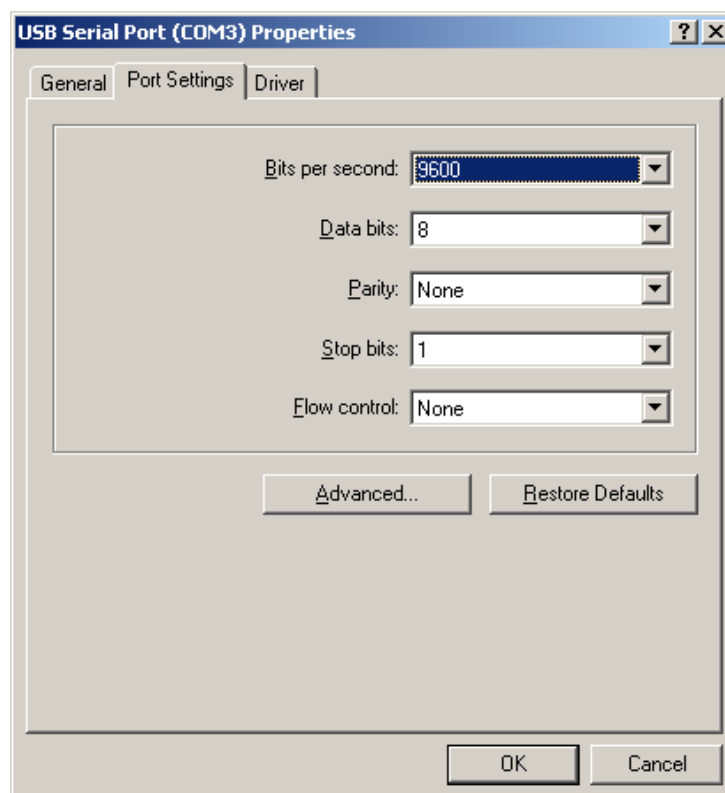 USB Serial Port (COM3) Properties
General Port Settings Driver
Bits per second: 9600
Data bits: 8
Parity: None
Stop bits: 1
Flow control: None
Advanced... Restore Defaults
OK Cancel